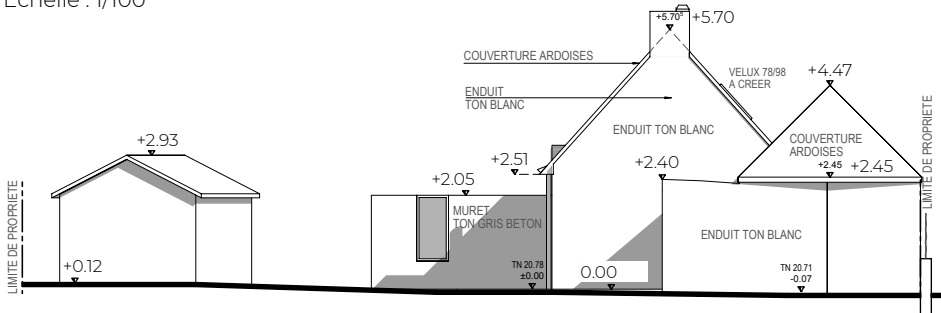 Echelle : 1/100
+5.70⁵ +5.70
COUVERTURE ARDOISES
VELUX 78/98
A CREER
+4.47
ENDUIT
TON BLANC
ENDUIT TON BLANC
COUVERTURE
ARDOISES
+2.45 +2.45
LIMITE DE PROPRIETE
+2.93
+2.51
+2.40
+2.05
MURET
TON GRIS BETON
ENDUIT TON BLANC
LIMITE DE PROPRIETE
+0.12
TN 20.78
±0.00
0.00
TN 20.71
-0.07